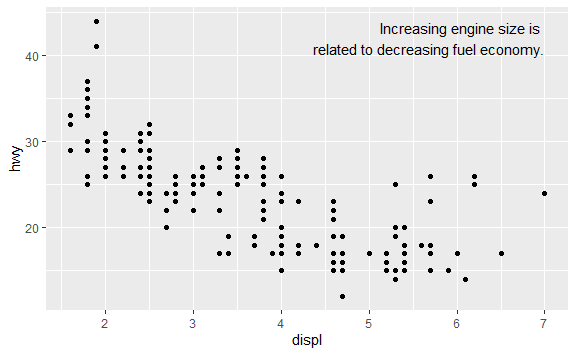 Increasing engine size is
related to decreasing fuel economy.
40
30
20
hwy
2 3 4 5 6 7
displ